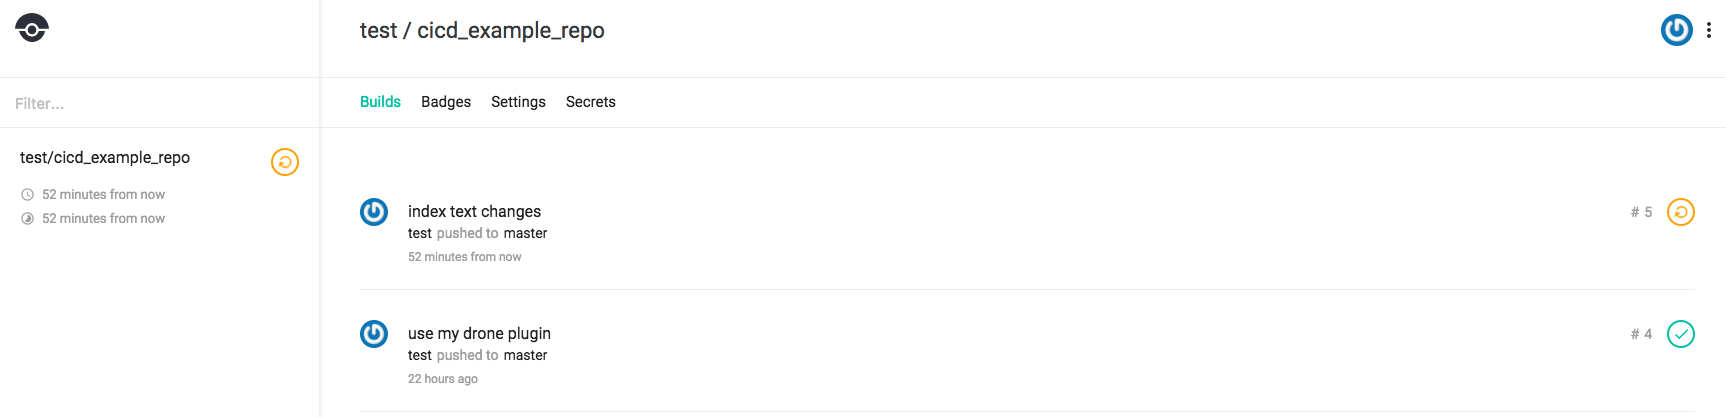 test / cicd_example_repo
Filter...
Builds Badges Settings Secrets
test/cicd_example_repo
52 minutes from now
52 minutes from now
index text changes
test pushed to master
52 minutes from now
# 5
use my drone plugin
test pushed to master
22 hours ago
# 4